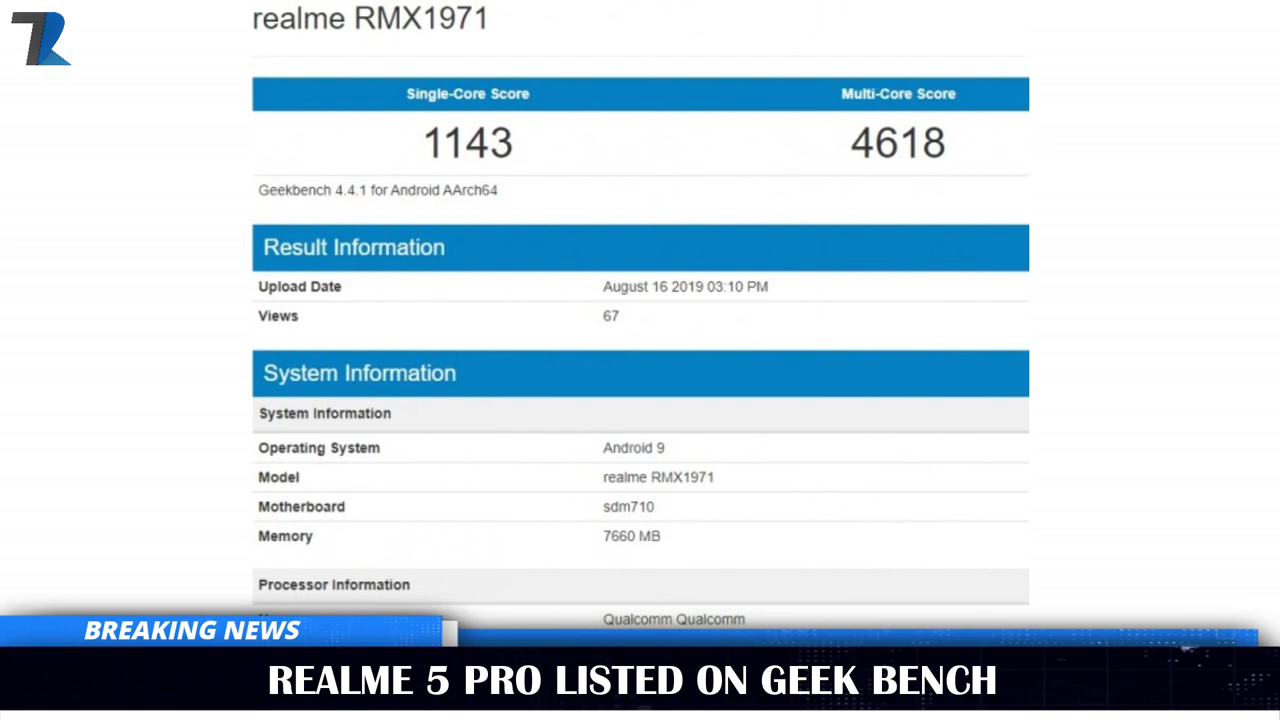 realme RMX1971
Single-Core Score Multi-Core Score
1143 4618
Geekbench 4.4.1 for Android AArch64
Result Information
Upload Date August 16 2019 03:10 PM
Views 67
System Information
System Information
Operating System Android 9
Model realme RMX1971
Motherboard sdm710
Memory 7660 MB
Processor Information
Qualcomm Qualcomm
BREAKING NEWS
REALME 5 PRO LISTED ON GEEK BENCH